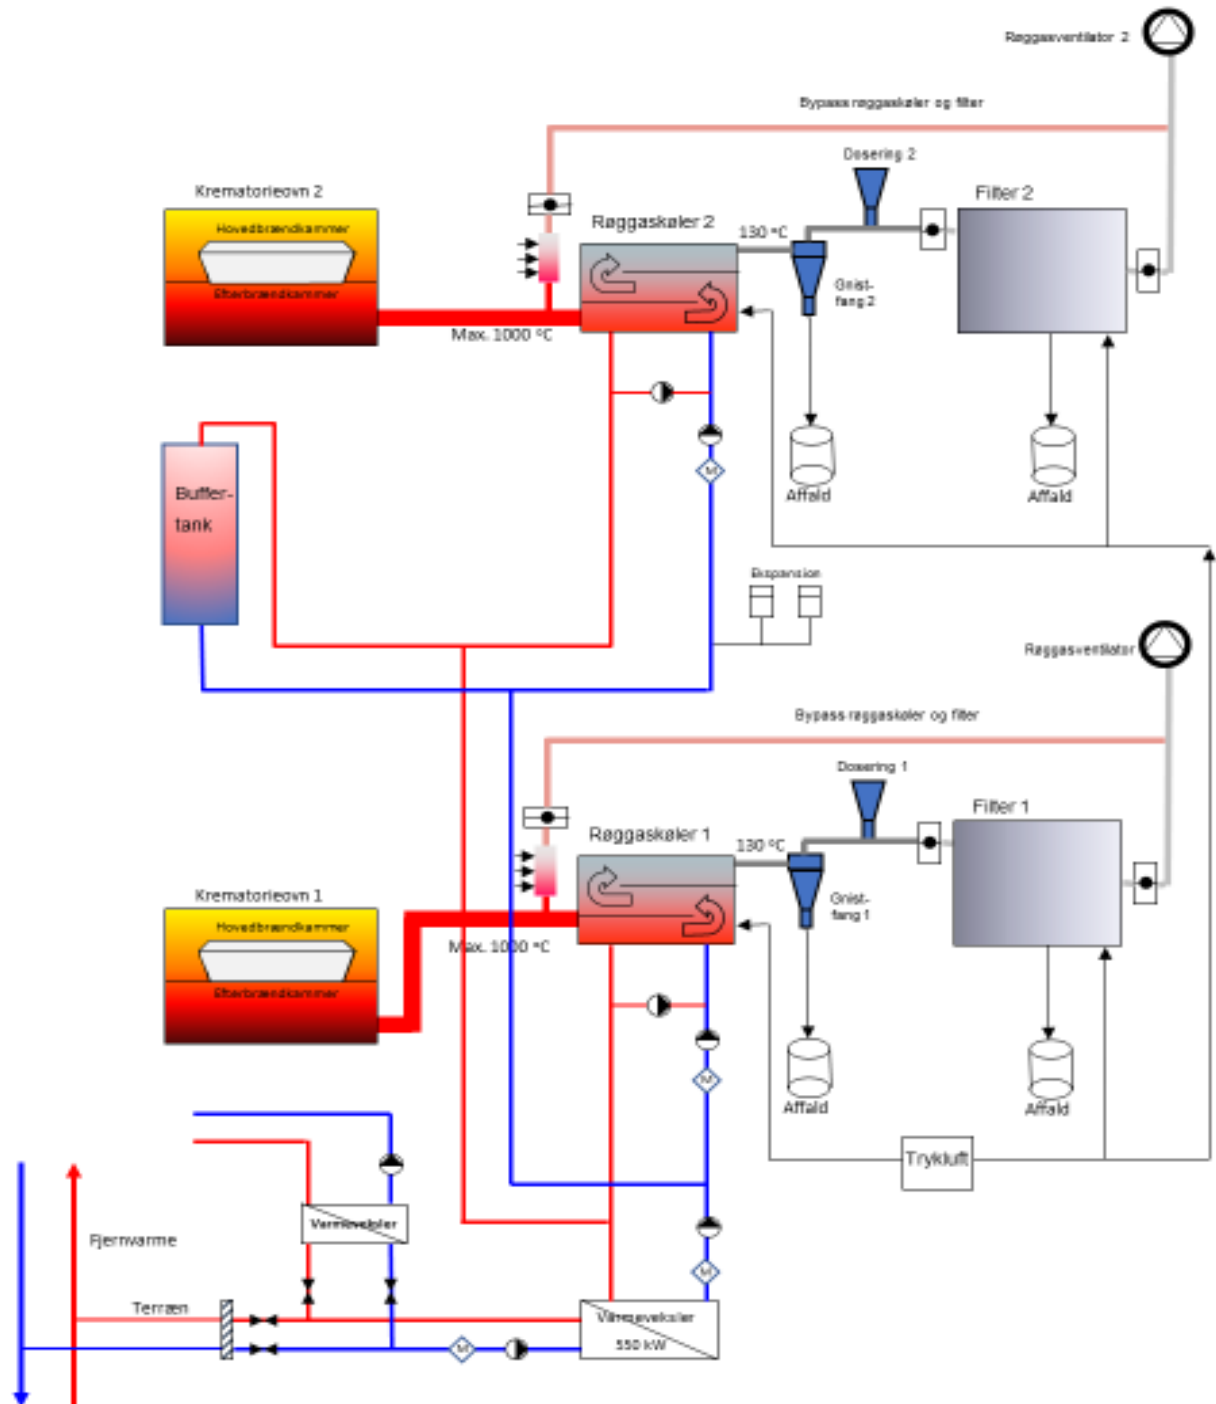 Røggasventilator 2
Bypass røggaskøler og filter
Dosering 2
Krematorieovn 2
Filter 2
Røggaskøler 2
Hovedbrændkammer
130 °C
Efterbrændkammer
Gnist-
fang 2
Max. 1000 °C
Buffer-
tank
Affald
Affald
M
Ekspansion
Røggasventilator
Bypass røggaskøler og filter
Dosering 1
Filter 1
Røggaskøler 1
130 °C
Krematorieovn 1
Gnist-
fang 1
Hovedbrændkammer
Max. 1000 °C
Efterbrændkammer
M
Affald
Affald
Trykluft
Varmeveksler
Fjernvarme
M
Terræn
Varmeveksler
550 kW
M